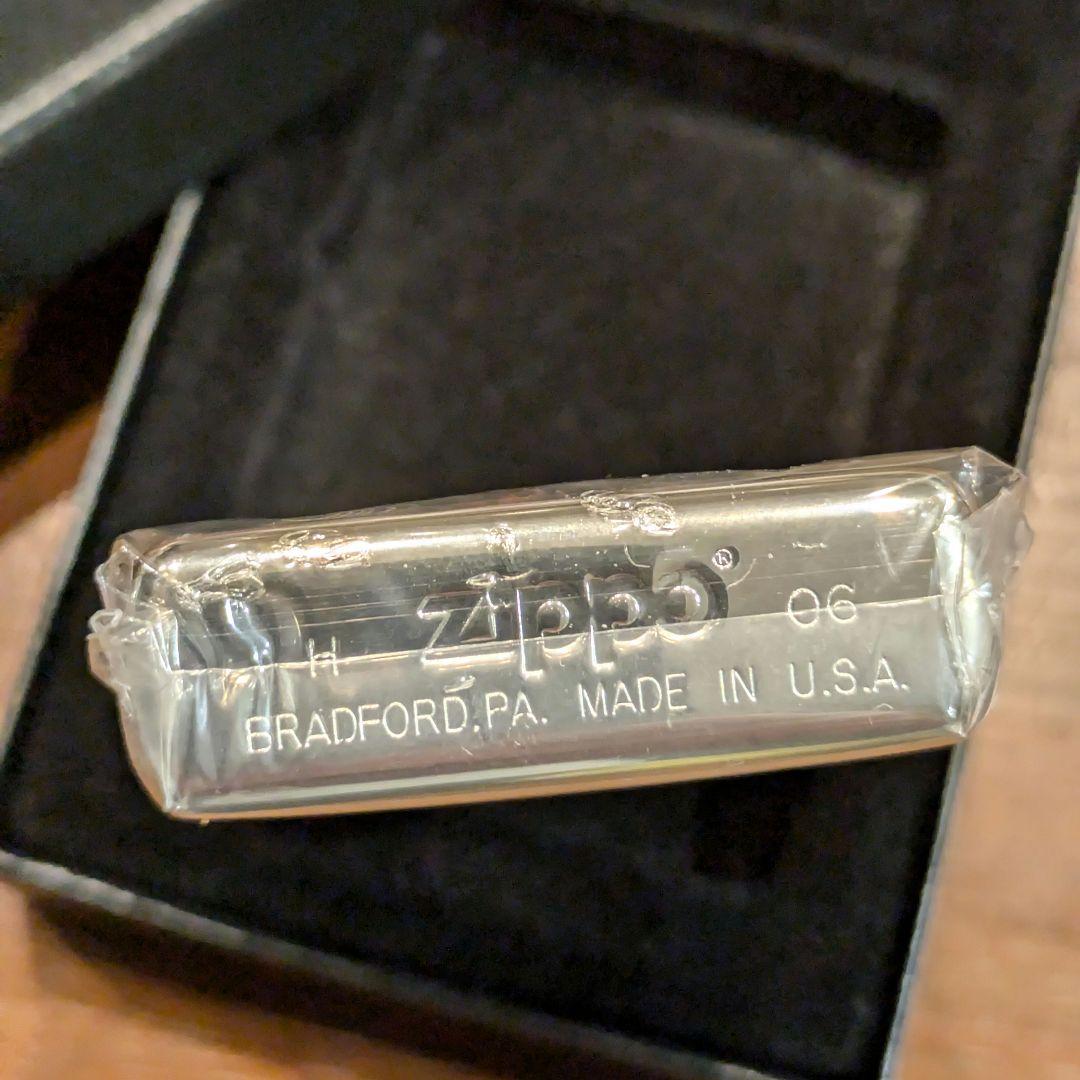 H Zippo ® 06
BRADFORD, PA. MADE IN U.S.A.